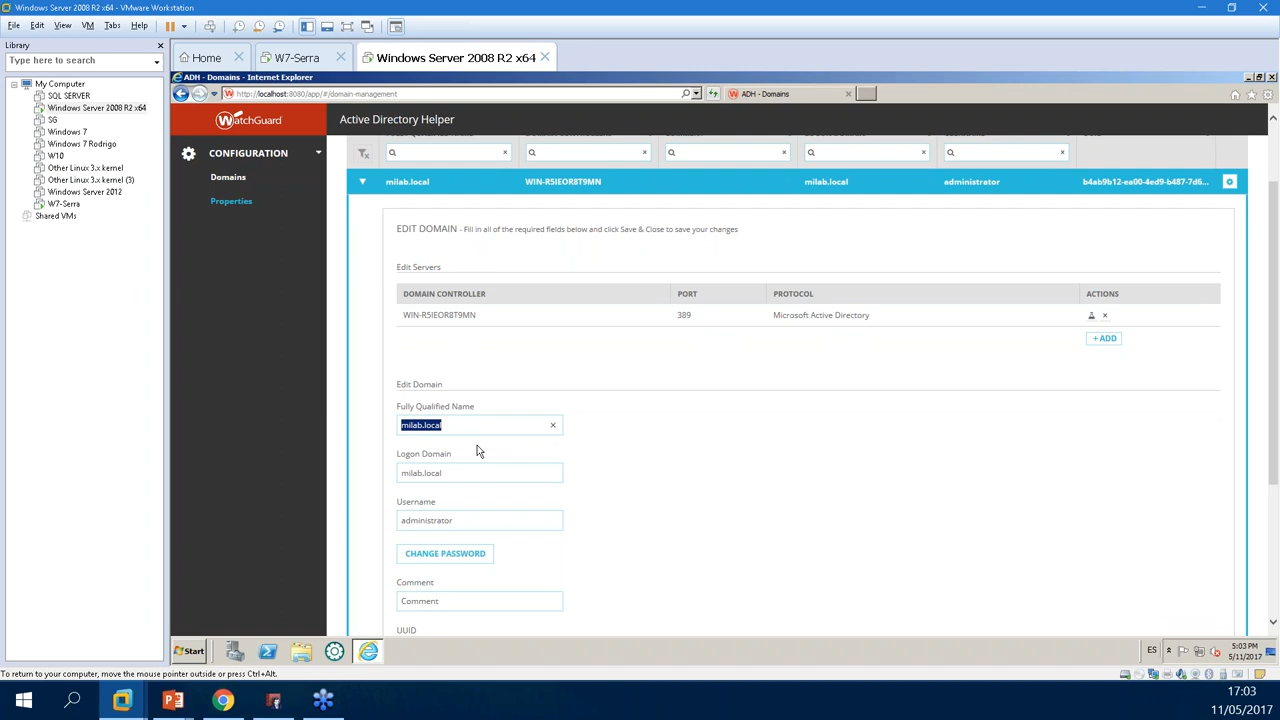 Windows Server 2008 R2 x64 - VMware Workstation
File Edit View VM Tabs Help
Library
Type here to search
My Computer
SQL SERVER
Windows Server 2008 R2 x64
SG
Windows 7
Windows 7 Rodrigo
W10
Other Linux 3.x kernel
Other Linux 3.x kernel (3)
Windows Server 2012
W7-Serra
Shared VMs
Home W7-Serra Windows Server 2008 R2 x64
ADH - Domains - Internet Explorer
http://localhost:8080/app/#/domain-management
ADH - Domains
WatchGuard
Active Directory Helper
CONFIGURATION
Domains
Properties
milab.local WIN-R5IEOR8T9MN milab.local administrator b4ab9b12-ea00-4ed9-b487-7d6...
EDIT DOMAIN - Fill in all of the required fields below and click Save & Close to save your changes
Edit Servers
DOMAIN CONTROLLER PORT PROTOCOL ACTIONS
WIN-R5IEOR8T9MN 389 Microsoft Active Directory
+ ADD
Edit Domain
Fully Qualified Name
milab.local
Logon Domain
milab.local
Username
administrator
CHANGE PASSWORD
Comment
Comment
UUID
Start
ES
5:03 PM
5/11/2017
To return to your computer, move the mouse pointer outside or press Ctrl+Alt.
17:03
11/05/2017